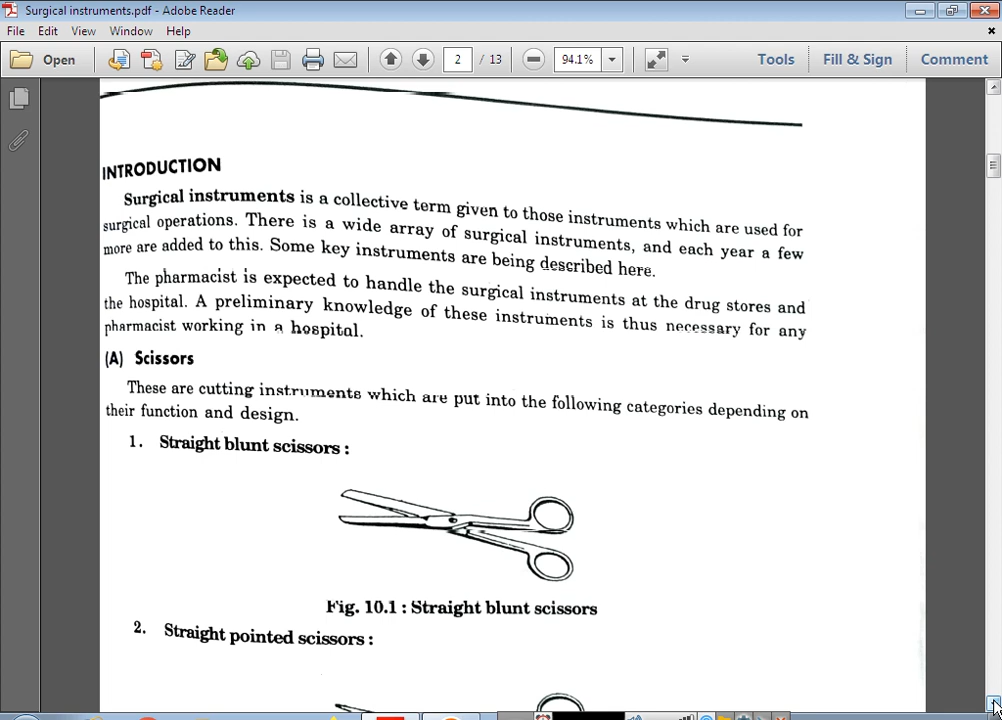 Surgical instruments.pdf - Adobe Reader
File Edit View Window Help
Open 2 / 13 94.1% Tools Fill & Sign Comment
INTRODUCTION
Surgical instruments is a collective term given to those instruments which are used for
surgical operations. There is a wide array of surgical instruments, and each year a few
more are added to this. Some key instruments are being described here.
The pharmacist is expected to handle the surgical instruments at the drug stores and
the hospital. A preliminary knowledge of these instruments is thus necessary for any
pharmacist working in a hospital.
(A) Scissors
These are cutting instruments which are put into the following categories depending on
their function and design.
1. Straight blunt scissors :
Fig. 10.1 : Straight blunt scissors
2. Straight pointed scissors :